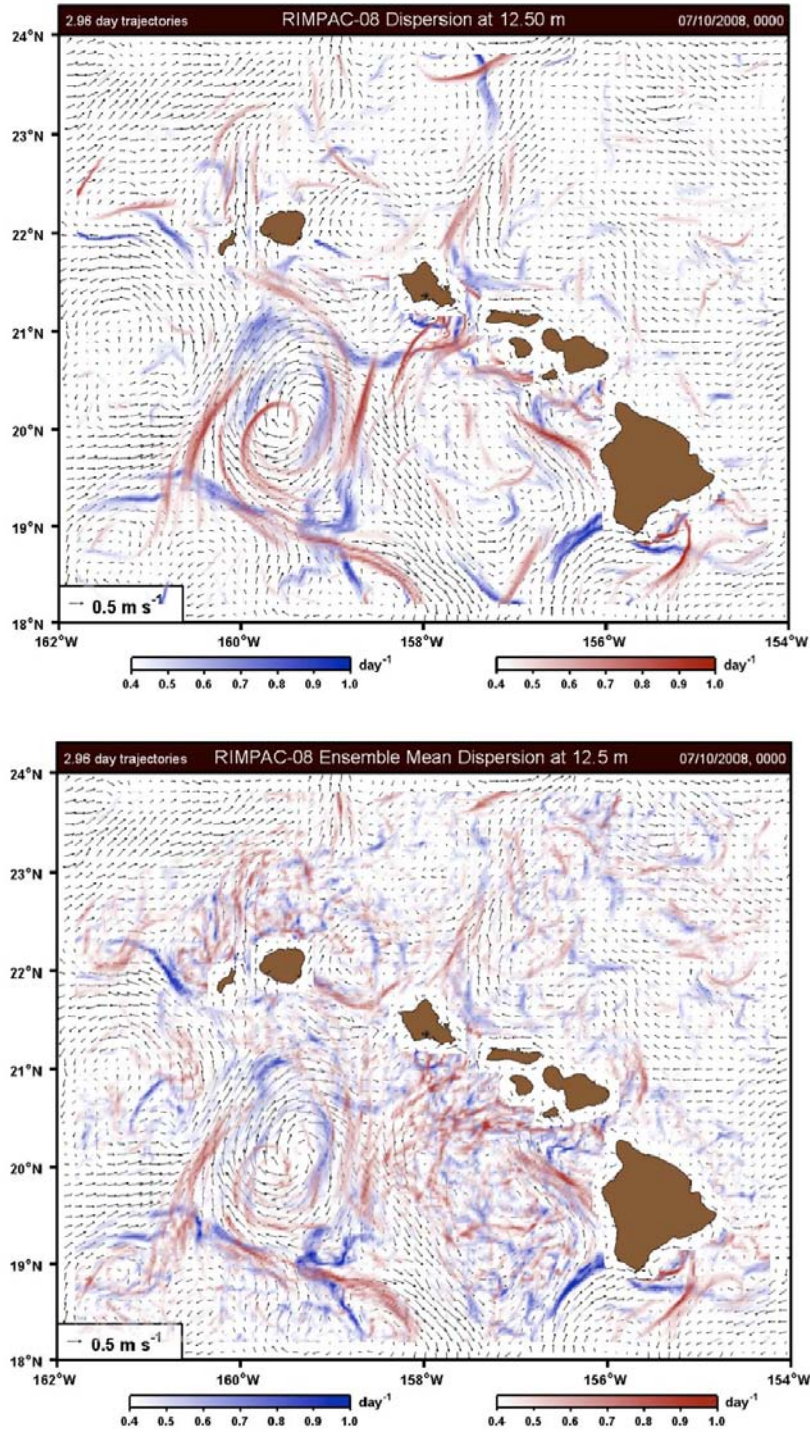 2.96 day trajectories RIMPAC-08 Dispersion at 12.50 m 07/10/2008, 0000
24°N
23°N
22°N
21°N
20°N
19°N
0.5 m s-1
18°N
162°W 160°W 158°W 156°W 154°W
day-1 day-1
0.4 0.5 0.6 0.7 0.8 0.9 1.0 0.4 0.5 0.6 0.7 0.8 0.9 1.0
2.96 day trajectories RIMPAC-08 Ensemble Mean Dispersion at 12.5 m 07/10/2008, 0000
24°N
23°N
22°N
21°N
20°N
19°N
0.5 m s-1
18°N
162°W 160°W 158°W 156°W 154°W
day-1 day-1
0.4 0.5 0.6 0.7 0.8 0.9 1.0 0.4 0.5 0.6 0.7 0.8 0.9 1.0